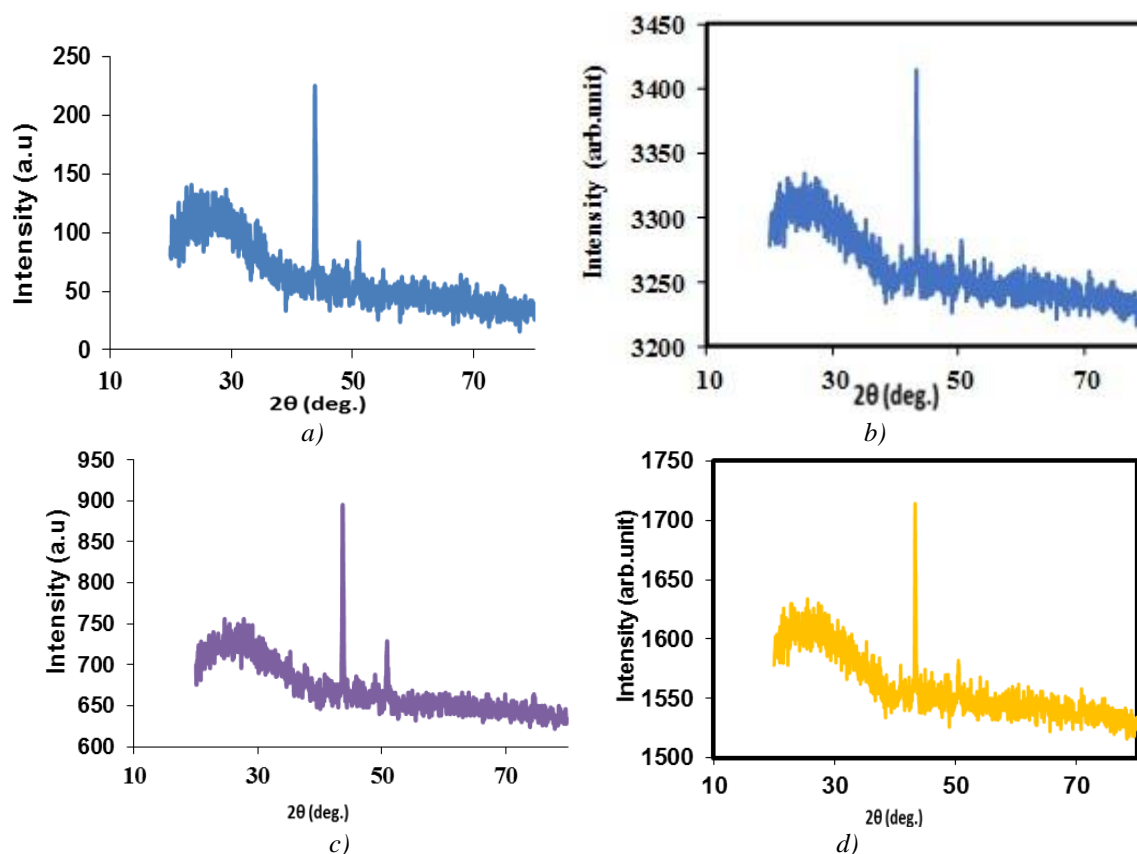 250
200
150
100
50
0
Intensity (a.u)
10 30 50 70
2θ (deg.)
a)
3450
3400
3350
3300
3250
3200
Intensity (arb.unit)
10 30 50 70
2θ (deg.)
b)
950
900
850
800
750
700
650
600
Intensity (a.u)
10 30 50 70
2θ (deg.)
c)
1750
1700
1650
1600
1550
1500
Intensity (arb.unit)
10 30 50 70
2θ (deg.)
d)